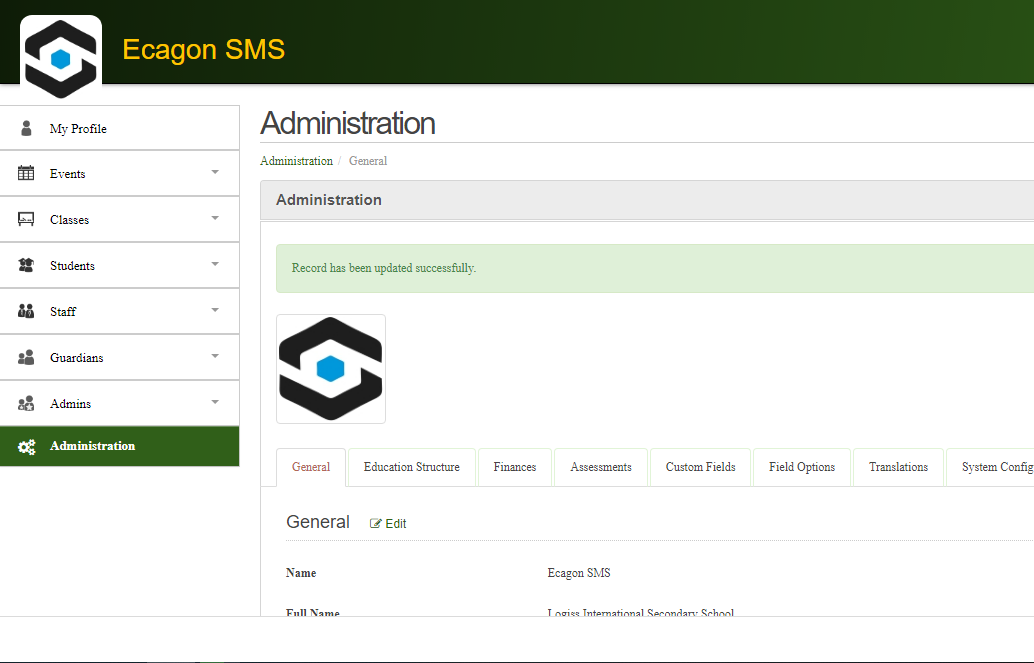 Ecagon SMS
My Profile
Events
Classes
Students
Staff
Guardians
Admins
Administration
Administration
Administration / General
Administration
Record has been updated successfully.
General Education Structure Finances Assessments Custom Fields Field Options Translations System Config
General Edit
Name Ecagon SMS
Full Name Logiss International Secondary School